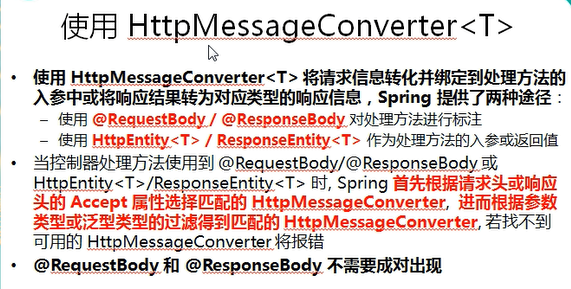 使用 HttpMessageConverter<T>
• 使用 HttpMessageConverter<T> 将请求信息转化并绑定到处理方法的
入参中或将响应结果转为对应类型的响应信息，Spring 提供了两种途径：
– 使用 @RequestBody / @ResponseBody 对处理方法进行标注
– 使用 HttpEntity<T> / ResponseEntity<T> 作为处理方法的入参或返回值
• 当控制器处理方法使用到 @RequestBody/@ResponseBody 或
HttpEntity<T>/ResponseEntity<T> 时, Spring 首先根据请求头或响应
头的 Accept 属性选择匹配的 HttpMessageConverter, 进而根据参数
类型或泛型类型的过滤得到匹配的 HttpMessageConverter, 若找不到
可用的 HttpMessageConverter 将报错
• @RequestBody 和 @ResponseBody 不需要成对出现